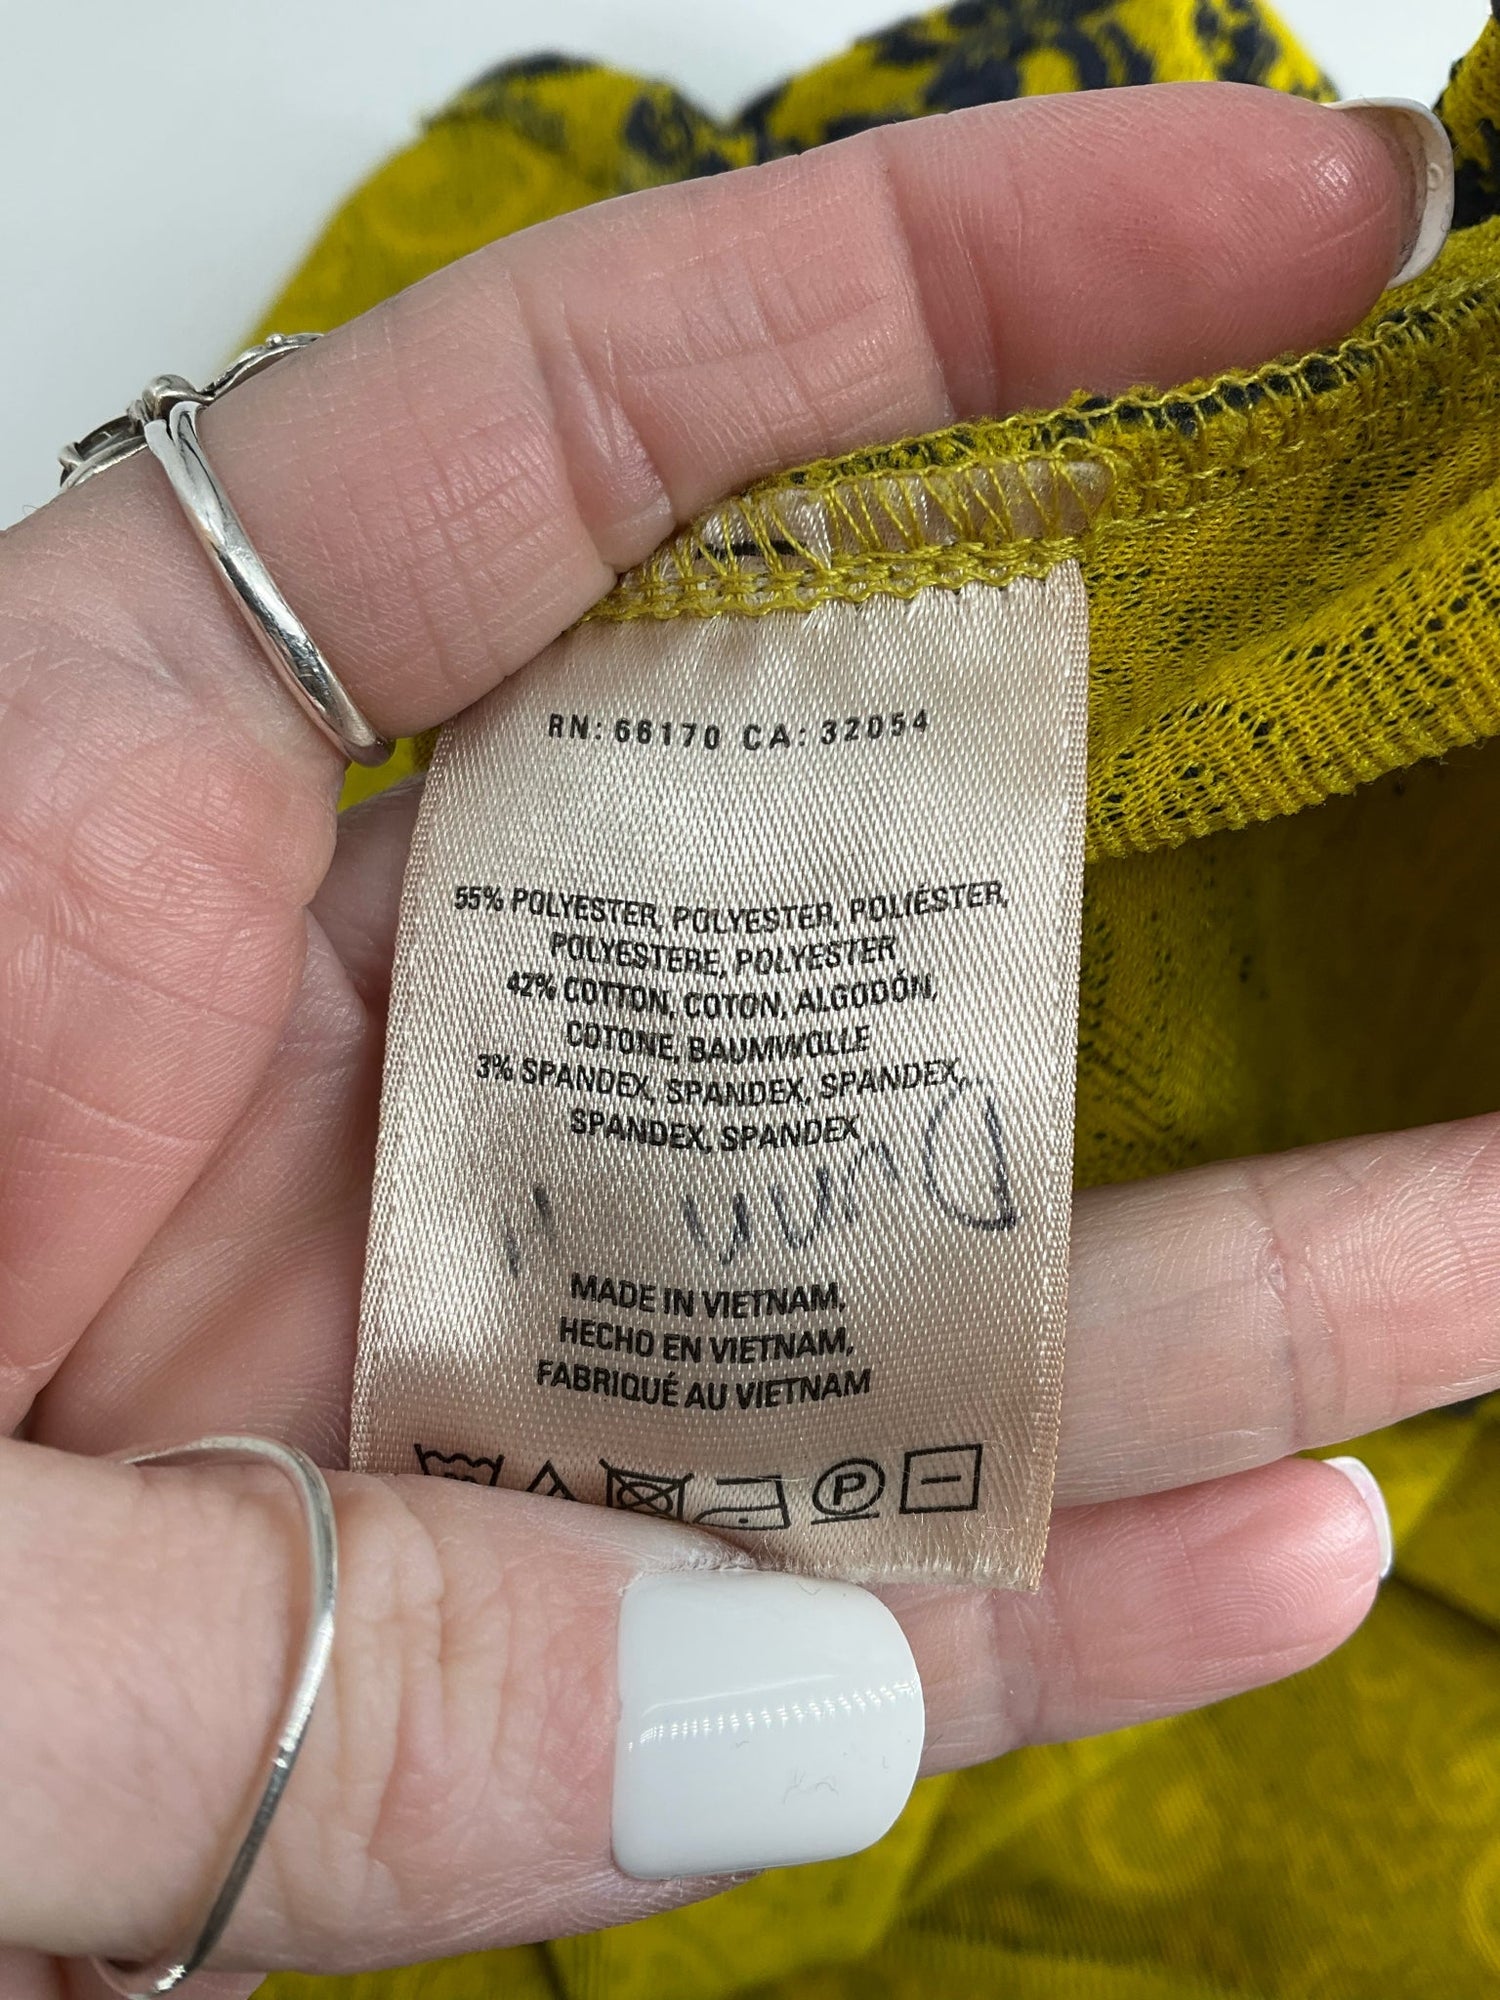 RN: 66170 CA: 32054
55% POLYESTER, POLYESTER, POLIÉSTER,
POLYESTERE, POLYESTER
42% COTTON, COTON, ALGODÓN,
COTONE, BAUMWOLLE
3% SPANDEX, SPANDEX, SPANDEX,
SPANDEX, SPANDEX
MADE IN VIETNAM,
HECHO EN VIETNAM,
FABRIQUÉ AU VIETNAM
P